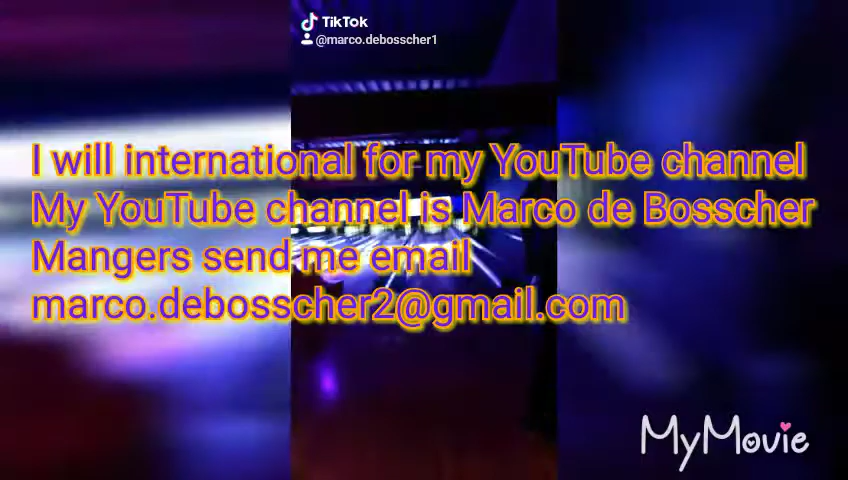 TikTok
@marco.debosscher1
I will international for my YouTube channel
My YouTube channel is Marco de Bosscher
Mangers send me email
marco.debosscher2@gmail.com
MyMovie